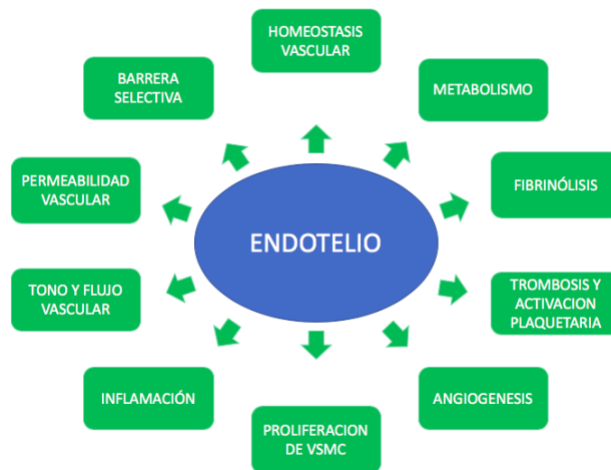 HOMEOSTASIS
VASCULAR
BARRERA
SELECTIVA
METABOLISMO
PERMEABILIDAD
VASCULAR
FIBRINÓLISIS
ENDOTELIO
TONO Y FLUJO
VASCULAR
TROMBOSIS Y
ACTIVACION
PLAQUETARIA
INFLAMACIÓN
ANGIOGENESIS
PROLIFERACION
DE VSMC